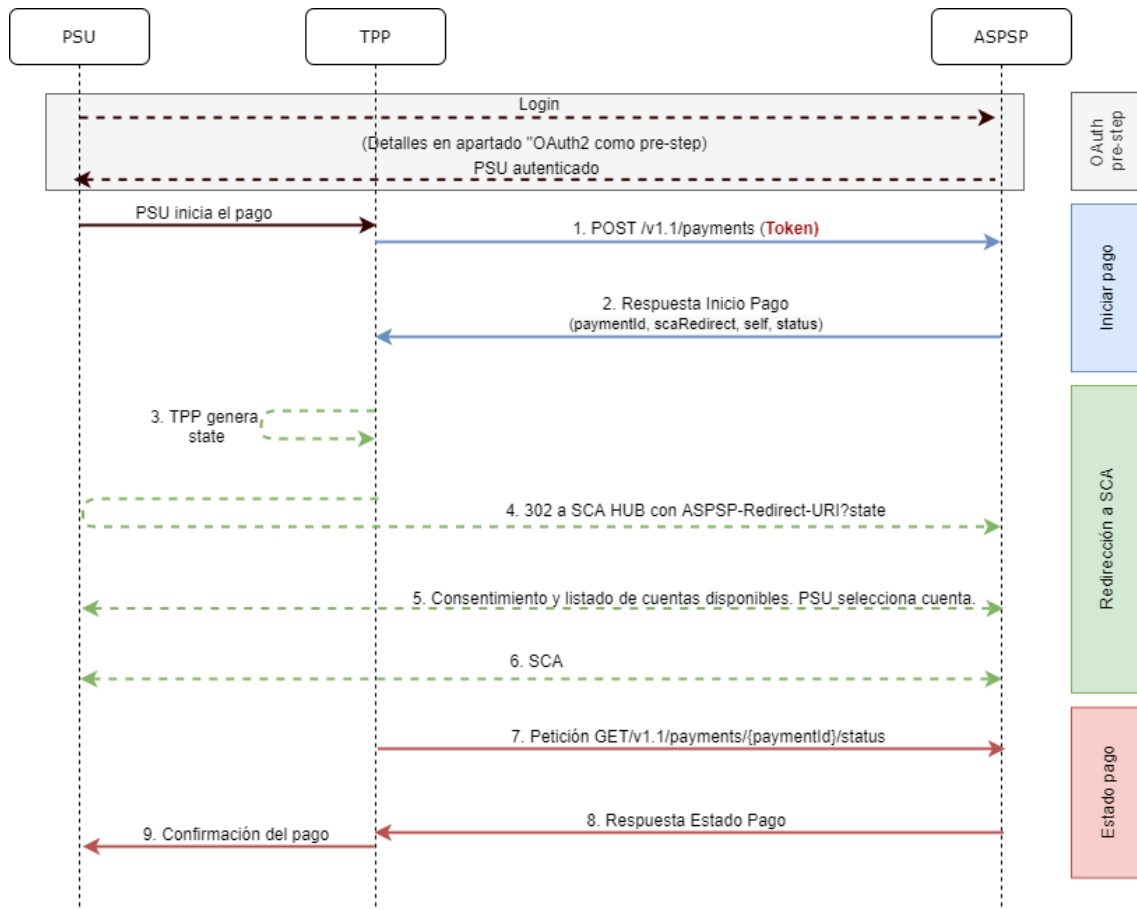 PSU
TPP
ASPSP
Login
(Detalles en apartado "OAuth2 como pre-step)
PSU autenticado
OAuth
pre-step
PSU inicia el pago
1. POST /v1.1/payments (Token)
2. Respuesta Inicio Pago
(paymentId, scaRedirect, self, status)
Iniciar pago
3. TPP genera
state
4. 302 a SCA HUB con ASPSP-Redirect-URI?state
5. Consentimiento y listado de cuentas disponibles. PSU selecciona cuenta.
6. SCA
Redirección a SCA
7. Petición GET/v1.1/payments/{paymentId}/status
8. Respuesta Estado Pago
9. Confirmación del pago
Estado pago